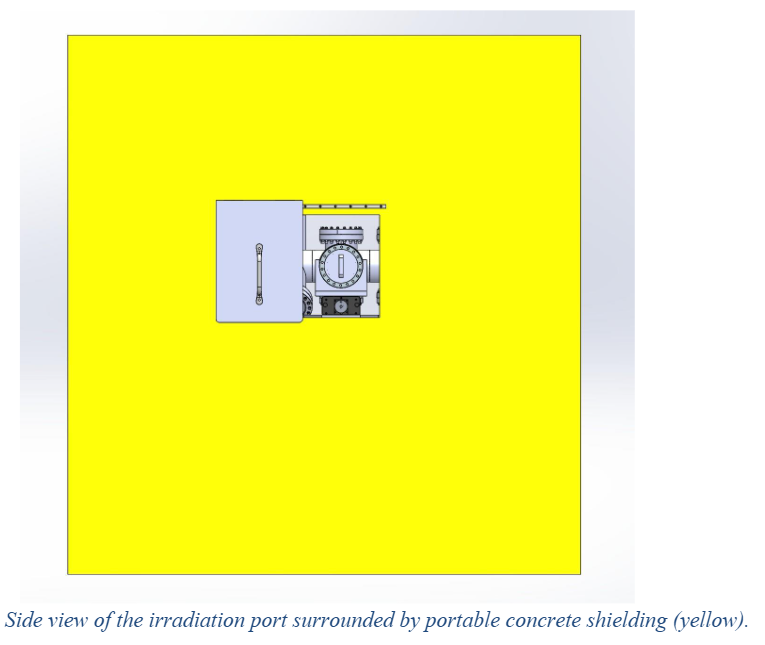 Side view of the irradiation port surrounded by portable concrete shielding (yellow).